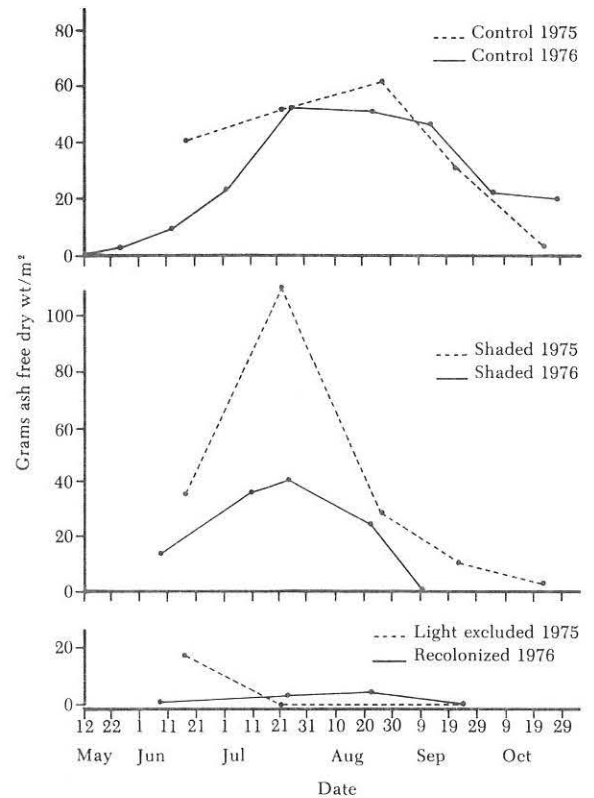 80
60
40
20
0
Control 1975
Control 1976
Grams ash free dry wt/m²
100
80
60
40
20
0
Shaded 1975
Shaded 1976
20
0
Light excluded 1975
Recolonized 1976
12 22 1 11 21 1 11 21 31 10 20 30 9 19 29 9 19 29
May Jun Jul Aug Sep Oct
Date